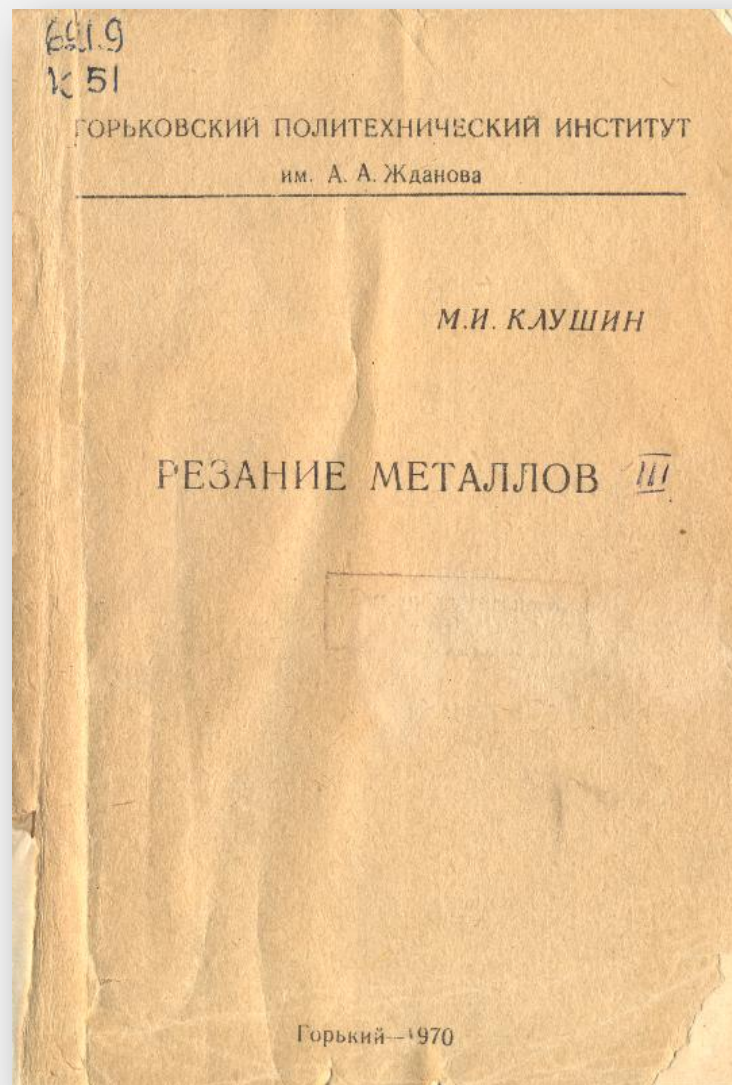 621.9
К 51
ГОРЬКОВСКИЙ ПОЛИТЕХНИЧЕСКИЙ ИНСТИТУТ
им. А. А. Жданова
М.И. КЛУШИН
РЕЗАНИЕ МЕТАЛЛОВ III
Горький—1970